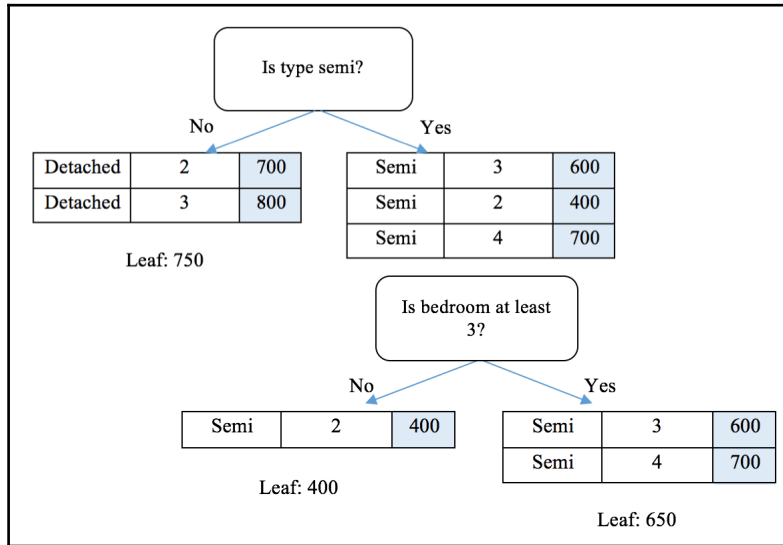 Is type semi?
No Yes
Detached 2 700
Detached 3 800
Semi 3 600
Semi 2 400
Semi 4 700
Leaf: 750
Is bedroom at least
3?
No Yes
Semi 2 400
Semi 3 600
Semi 4 700
Leaf: 400
Leaf: 650